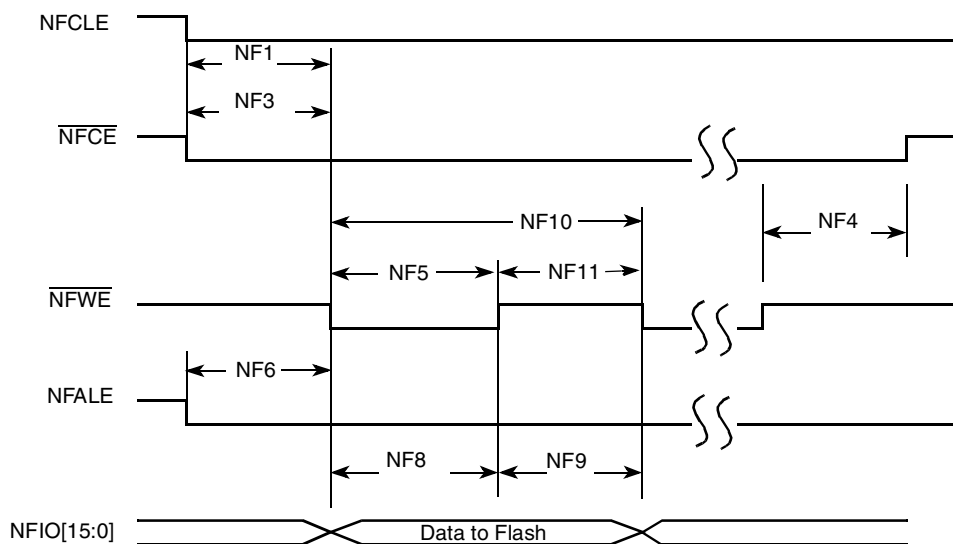 NFCLE
NF1
NF3
NFCE
NF10
NF4
NF5
NF11
NFWE
NF6
NFALE
NF8
NF9
NFIO[15:0]
Data to Flash